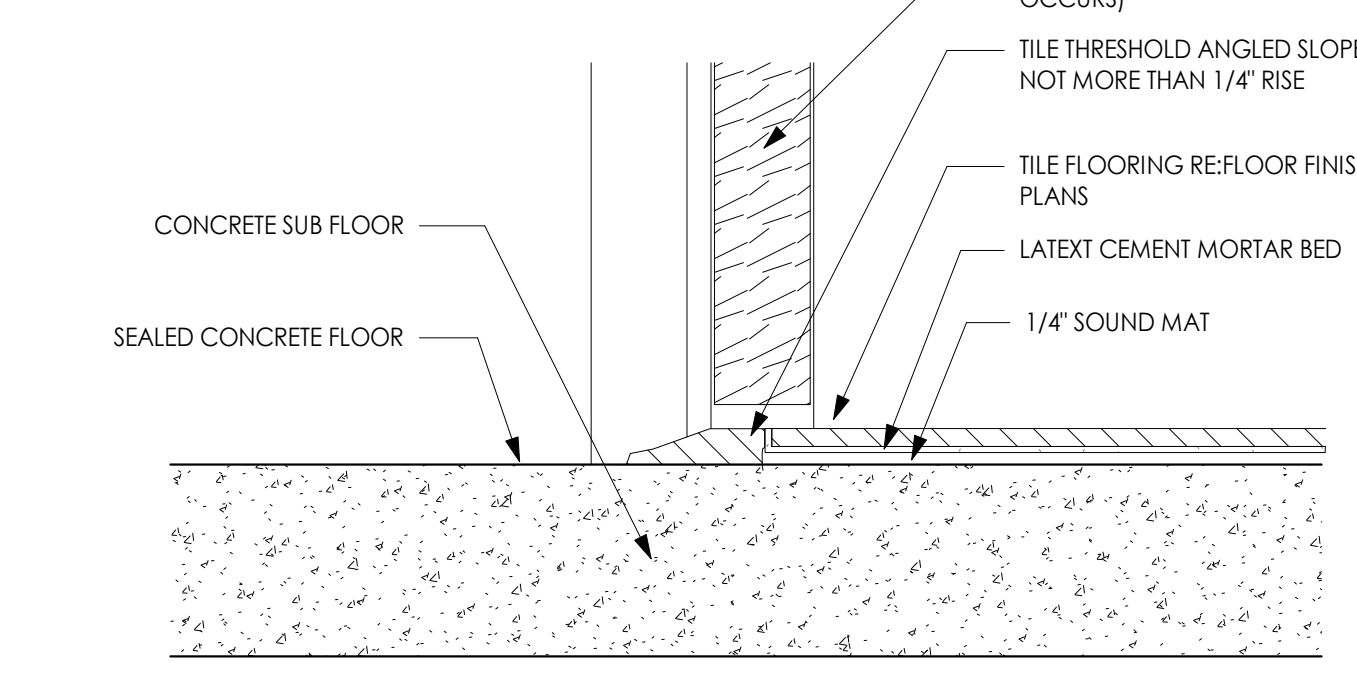 OCCURS)
TILE THRESHOLD ANGLED SLOPE
NOT MORE THAN 1/4" RISE
TILE FLOORING RE:FLOOR FINIS
PLANS
CONCRETE SUB FLOOR
LATEXT CEMENT MORTAR BED
1/4" SOUND MAT
SEALED CONCRETE FLOOR